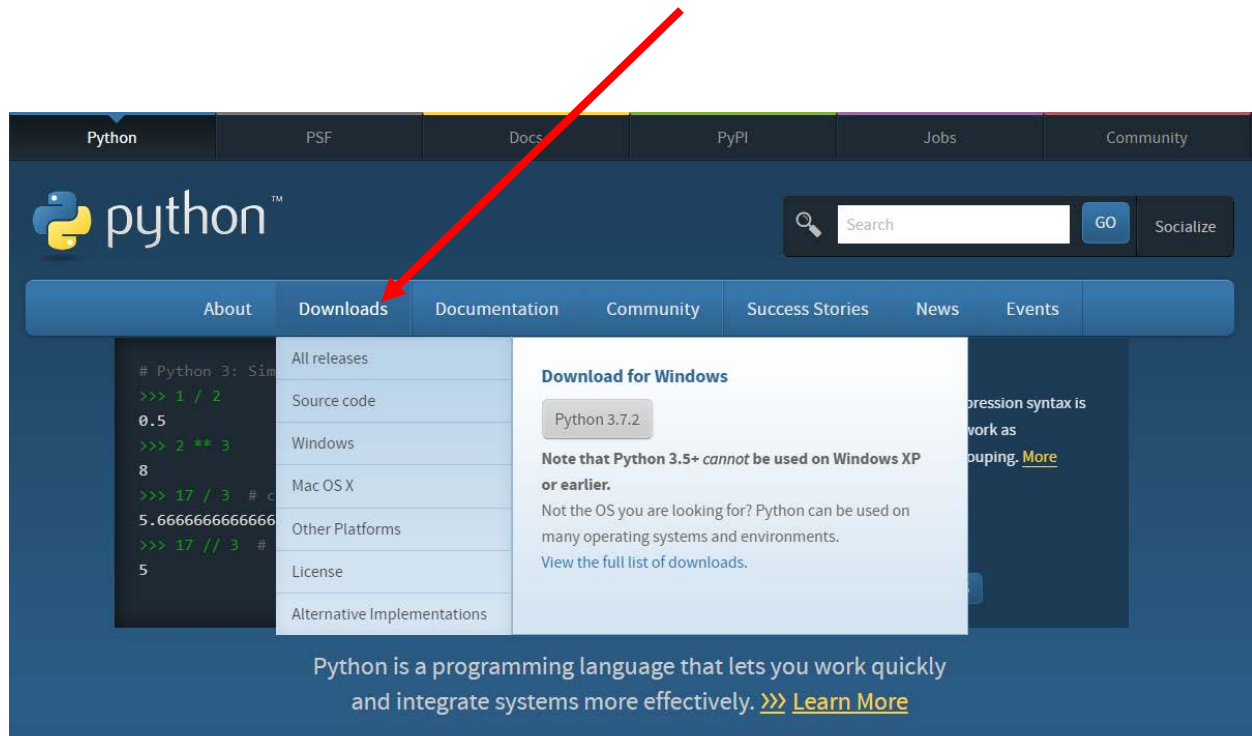 Python PSF Docs PyPI Jobs Community
python™
Search GO Socialize
About Downloads Documentation Community Success Stories News Events
# Python 3: Sim
>>> 1 / 2
0.5
>>> 2 ** 3
8
>>> 17 / 3 # c
5.6666666666666
>>> 17 // 3 #
5
All releases
Source code
Windows
Mac OS X
Other Platforms
License
Alternative Implementations
Download for Windows
Python 3.7.2
Note that Python 3.5+ cannot be used on Windows XP
or earlier.
Not the OS you are looking for? Python can be used on
many operating systems and environments.
View the full list of downloads.
pression syntax is
work as
ouping. More
Python is a programming language that lets you work quickly
and integrate systems more effectively. >>> Learn More